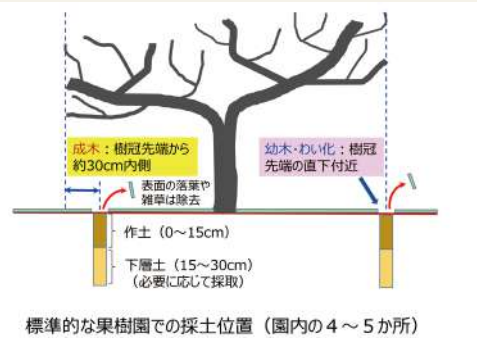 成木：樹冠先端から
約30cm内側
幼木・わい化：樹冠
先端の直下付近
表面の落葉や
雑草は除去
作土（0～15cm）
下層土（15～30cm）
（必要に応じて採取）
標準的な果樹園での採土位置（園内の４～５か所）